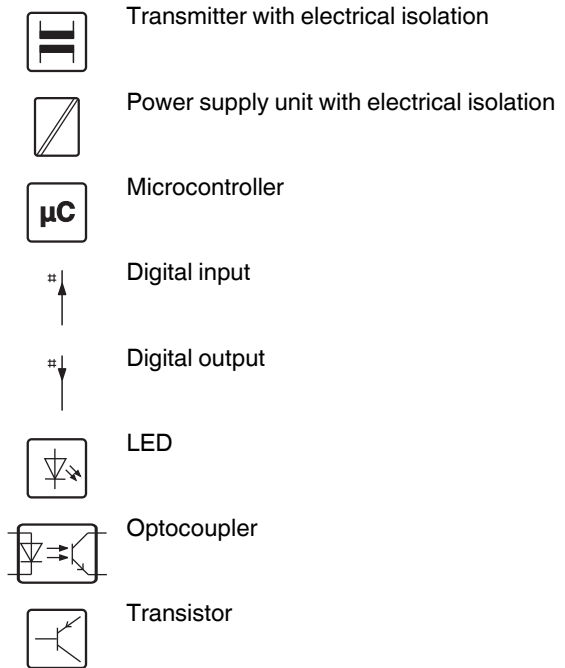 Transmitter with electrical isolation
Power supply unit with electrical isolation
µC
Microcontroller
⌗
Digital input
⌗
Digital output
LED
Optocoupler
Transistor